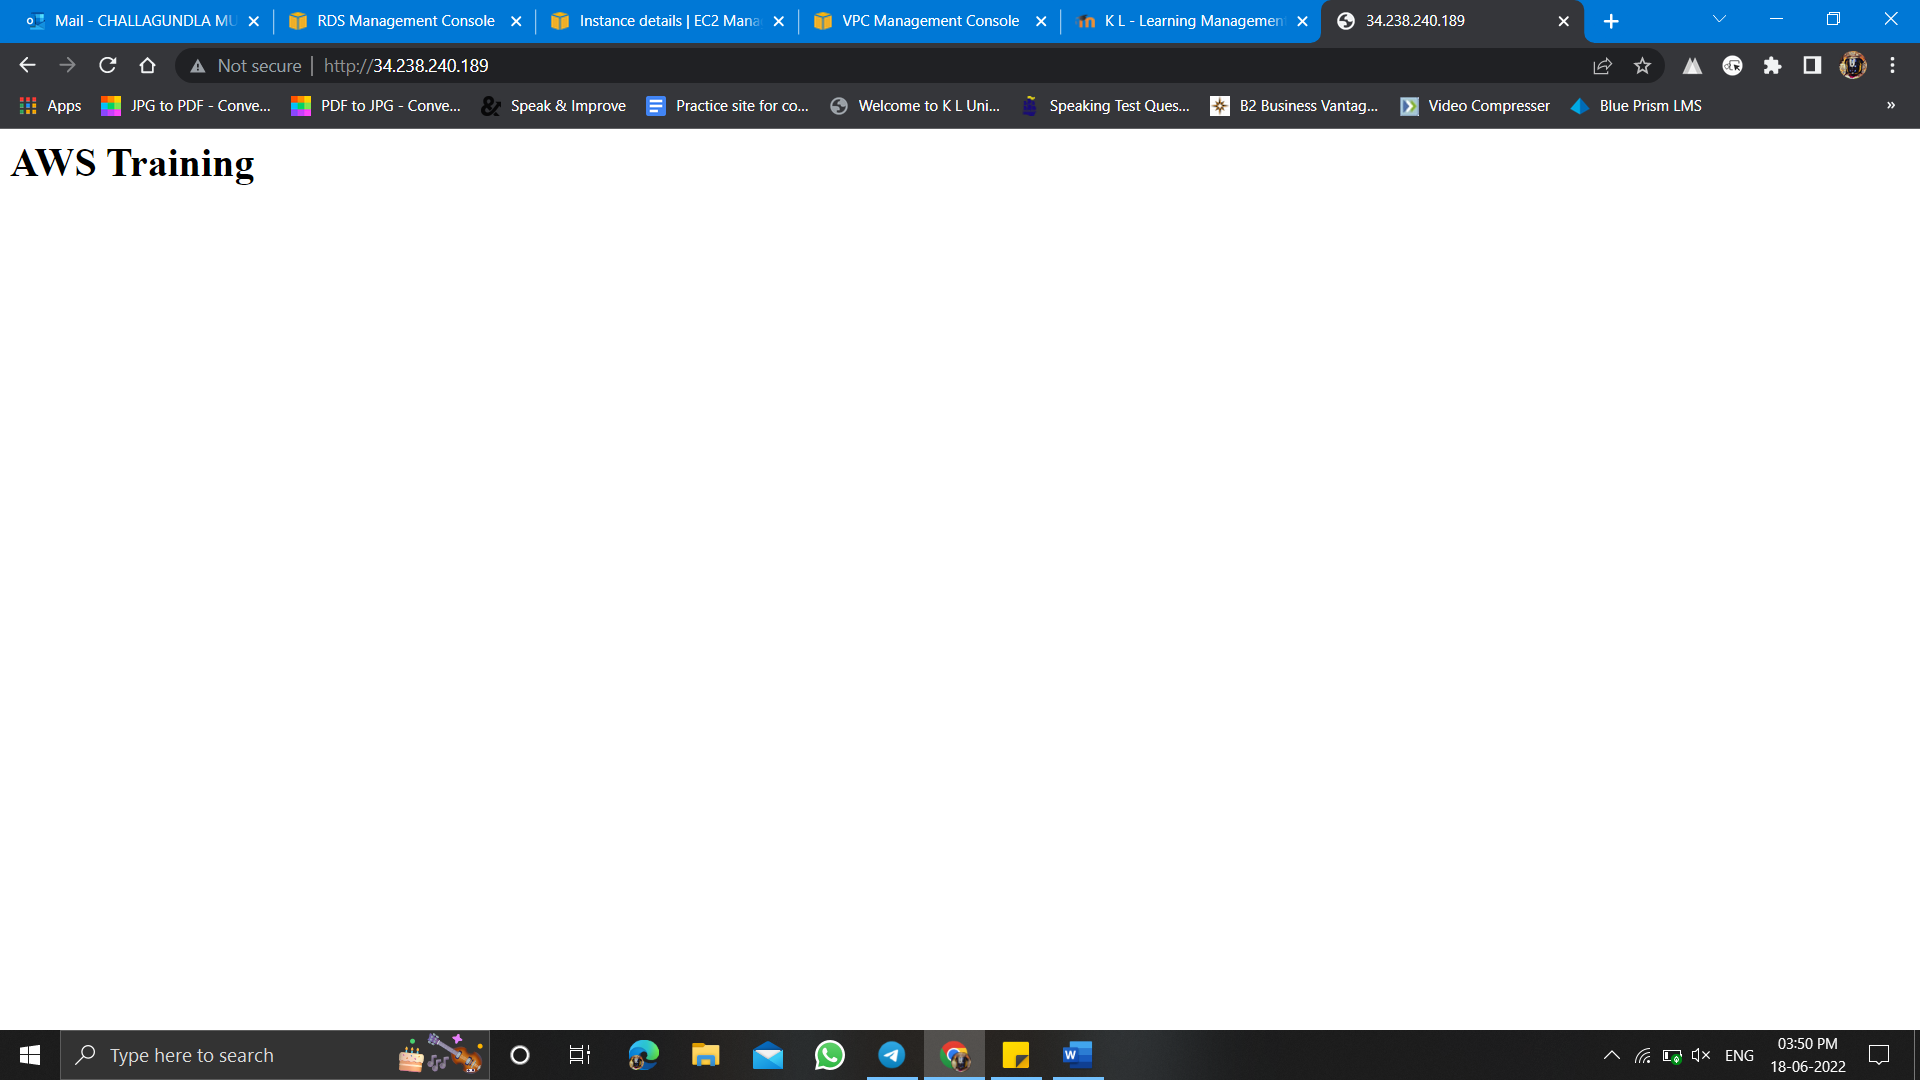 Mail - CHALLAGUNDLA MU
RDS Management Console
Instance details | EC2 Mana
VPC Management Console
K L - Learning Management
34.238.240.189
Not secure | http://34.238.240.189
Apps
JPG to PDF - Conve...
PDF to JPG - Conve...
Speak & Improve
Practice site for co...
Welcome to K L Uni...
Speaking Test Ques...
B2 Business Vantag...
Video Compresser
Blue Prism LMS
»
AWS Training
Type here to search
ENG
03:50 PM
18-06-2022